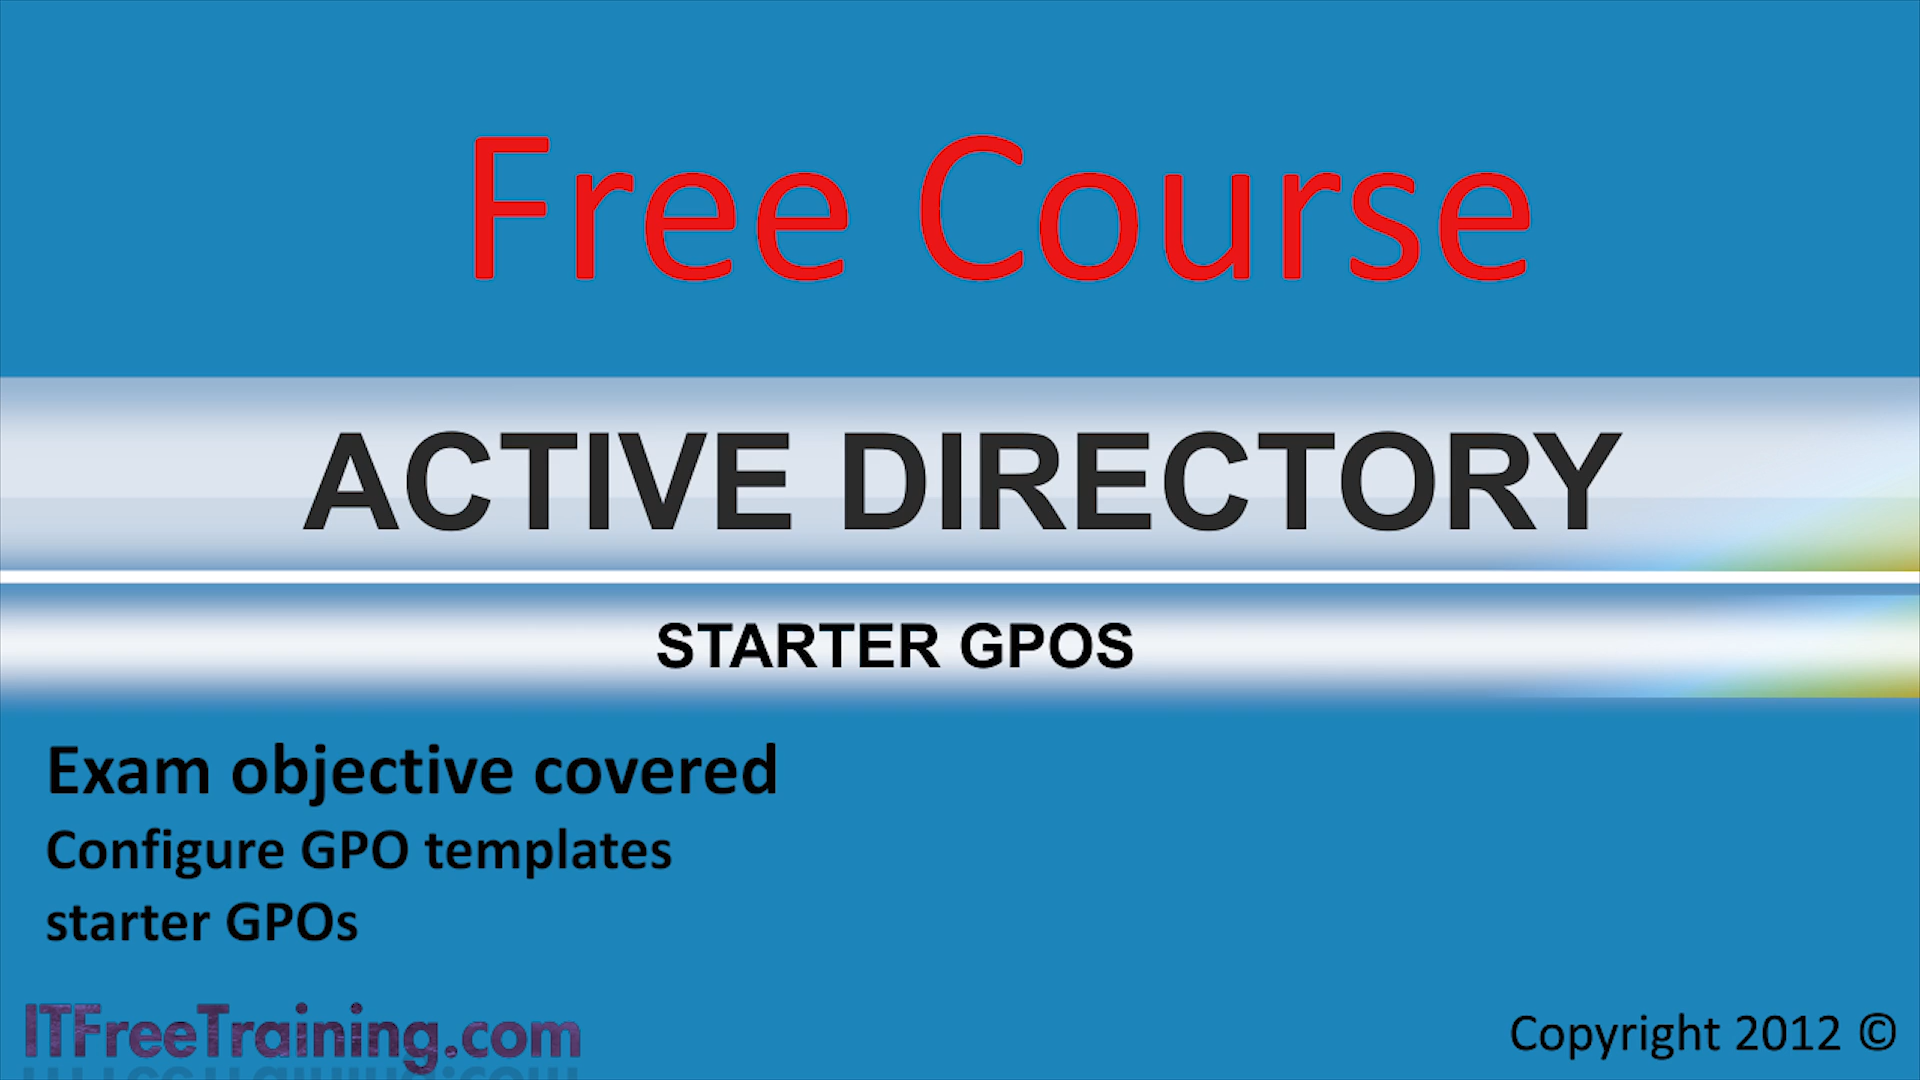 Free Course
ACTIVE DIRECTORY
STARTER GPOS
Exam objective covered
Configure GPO templates
starter GPOs
ITFreeTraining.com
Copyright 2012 ©